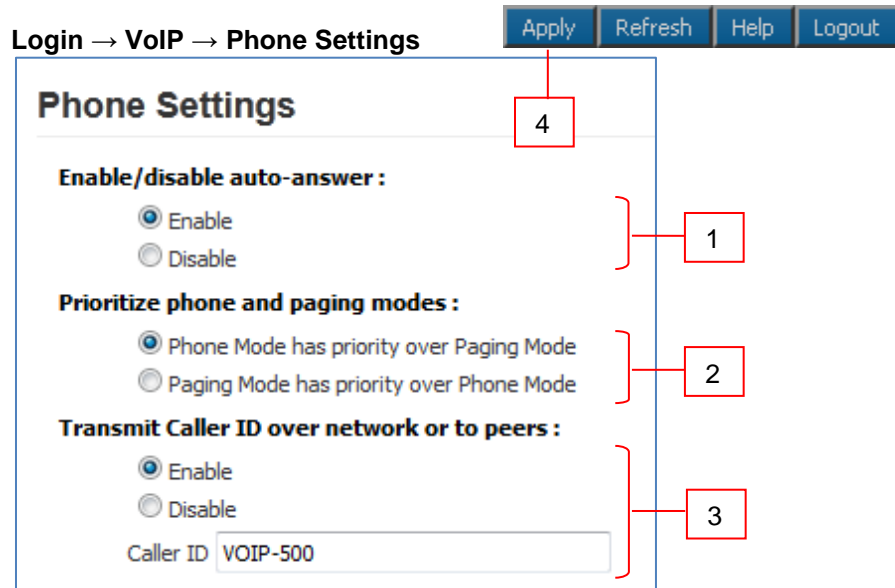 Apply Refresh Help Logout
Login → VoIP → Phone Settings
Phone Settings
4
Enable/disable auto-answer :
Enable
1
Disable
Prioritize phone and paging modes :
Phone Mode has priority over Paging Mode
2
Paging Mode has priority over Phone Mode
Transmit Caller ID over network or to peers :
Enable
Disable
3
Caller ID VOIP-500